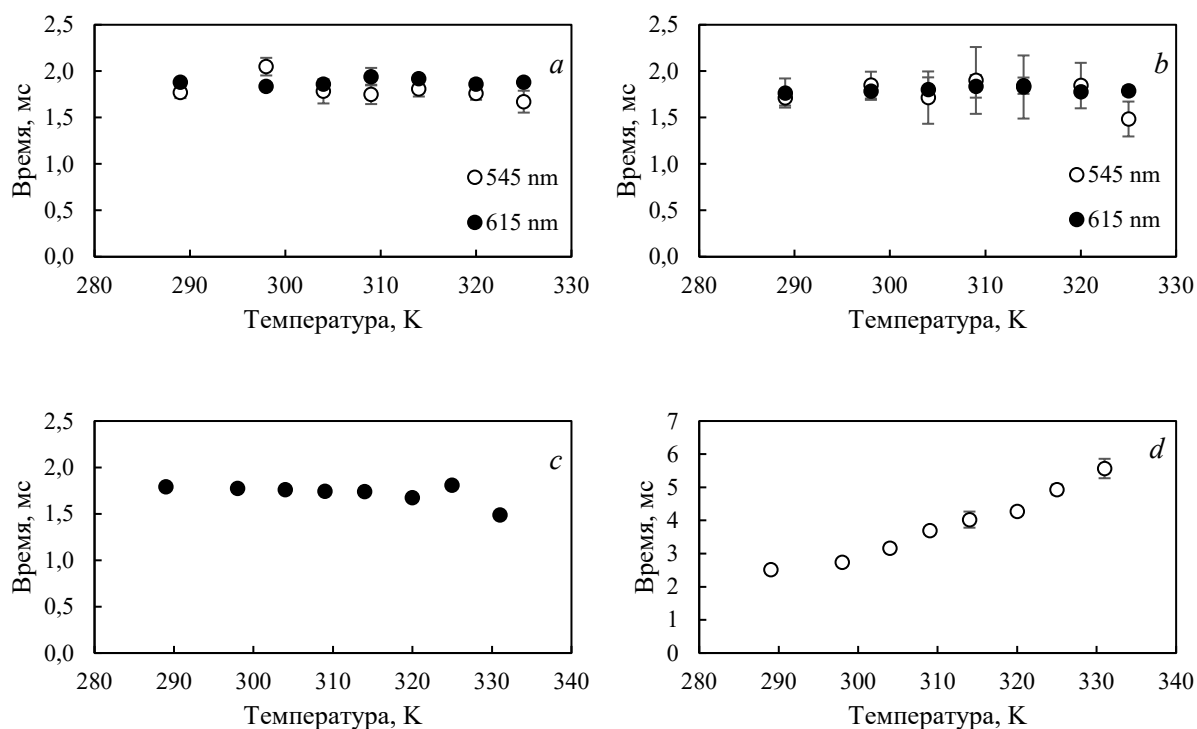 2,5
2,0
1,5
1,0
0,5
0,0
Время, мс
a
545 nm
615 nm
280 290 300 310 320 330
Температура, K
2,5
2,0
1,5
1,0
0,5
0,0
Время, мс
b
545 nm
615 nm
280 290 300 310 320 330
Температура, K
2,5
2,0
1,5
1,0
0,5
0,0
Время, мс
c
280 290 300 310 320 330 340
Температура, K
7
6
5
4
3
2
1
0
Время, мс
d
280 290 300 310 320 330 340
Температура, K